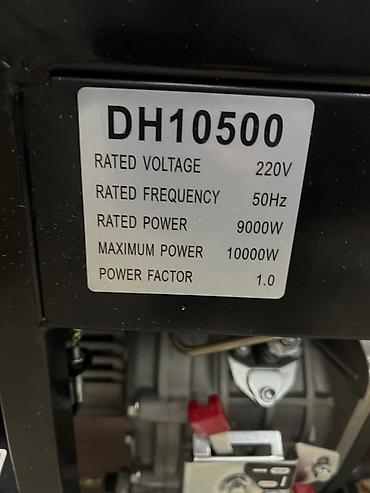 DH10500
RATED VOLTAGE 220V
RATED FREQUENCY 50Hz
RATED POWER 9000W
MAXIMUM POWER 10000W
POWER FACTOR 1.0